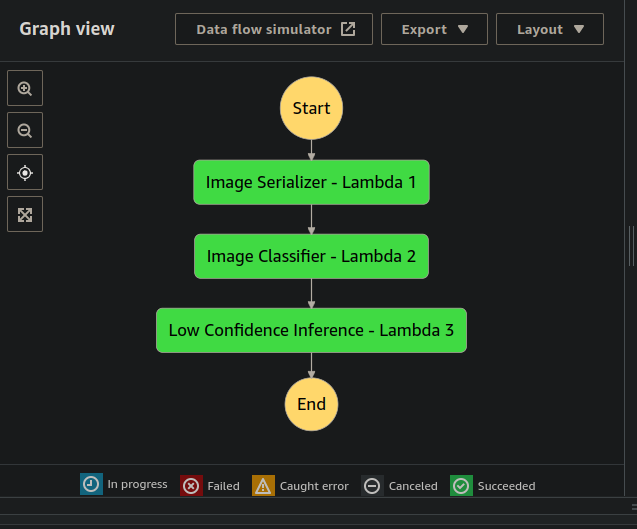 Graph view
Data flow simulator
Export
Layout
Start
Image Serializer - Lambda 1
Image Classifier - Lambda 2
Low Confidence Inference - Lambda 3
End
In progress
Failed
Caught error
Canceled
Succeeded